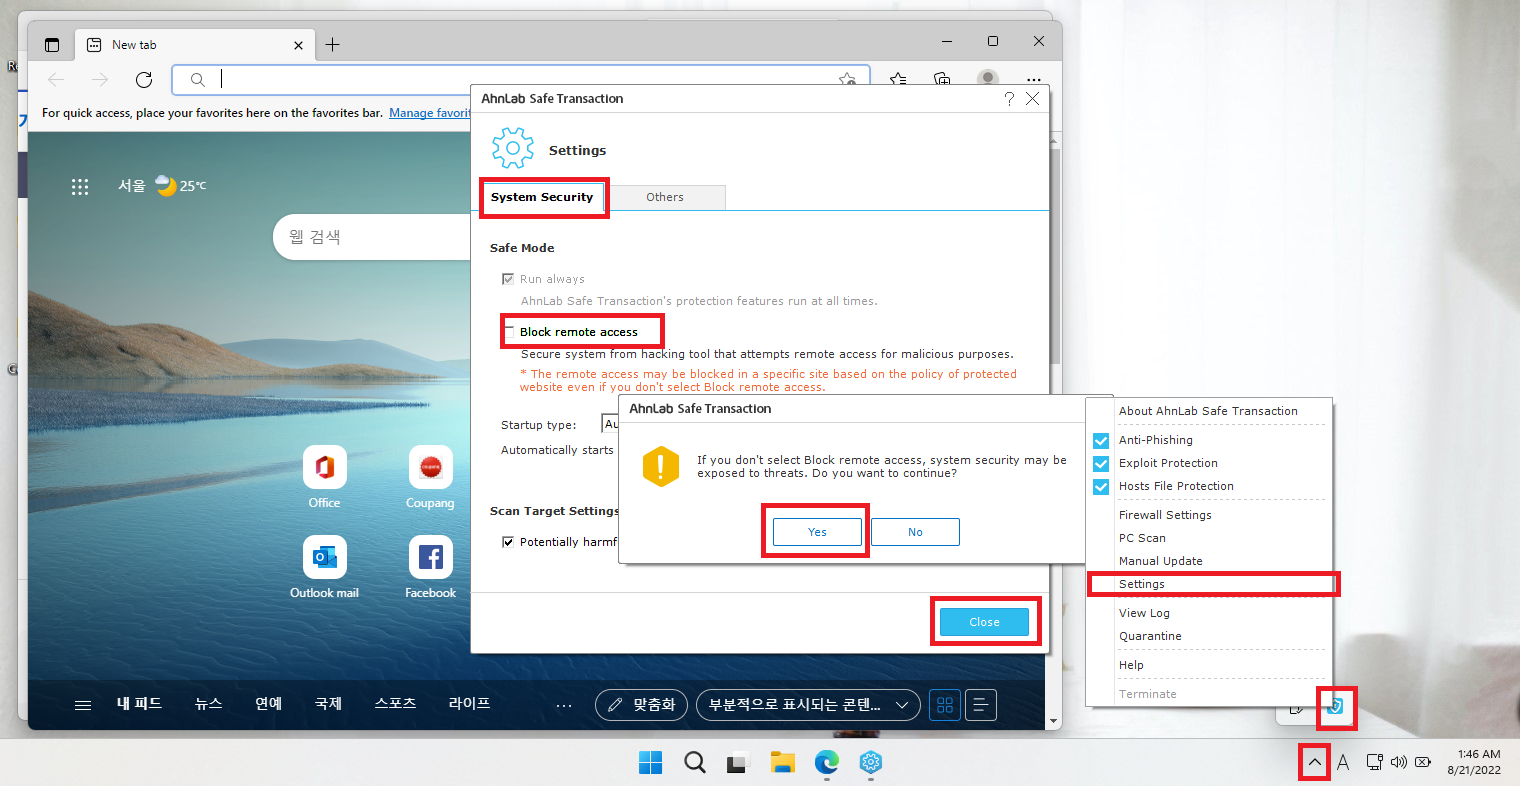 New tab
For quick access, place your favorites here on the favorites bar. Manage favorit
서울 25°C
웹 검색
Office
Coupang
Outlook mail
Facebook
내 피드
뉴스
연예
국제
스포츠
라이프
...
맞춤화
부분적으로 표시되는 콘텐...
AhnLab Safe Transaction
?
Settings
System Security
Others
Safe Mode
Run always
AhnLab Safe Transaction's protection features run at all times.
Block remote access
Secure system from hacking tool that attempts remote access for malicious purposes.
* The remote access may be blocked in a specific site based on the policy of protected
website even if you don't select Block remote access.
Startup type: Au
Automatically starts
Scan Target Settings
Potentially harmf
Close
AhnLab Safe Transaction
If you don't select Block remote access, system security may be
exposed to threats. Do you want to continue?
Yes
No
About AhnLab Safe Transaction
Anti-Phishing
Exploit Protection
Hosts File Protection
Firewall Settings
PC Scan
Manual Update
Settings
View Log
Quarantine
Help
Terminate
A
1:46 AM
8/21/2022